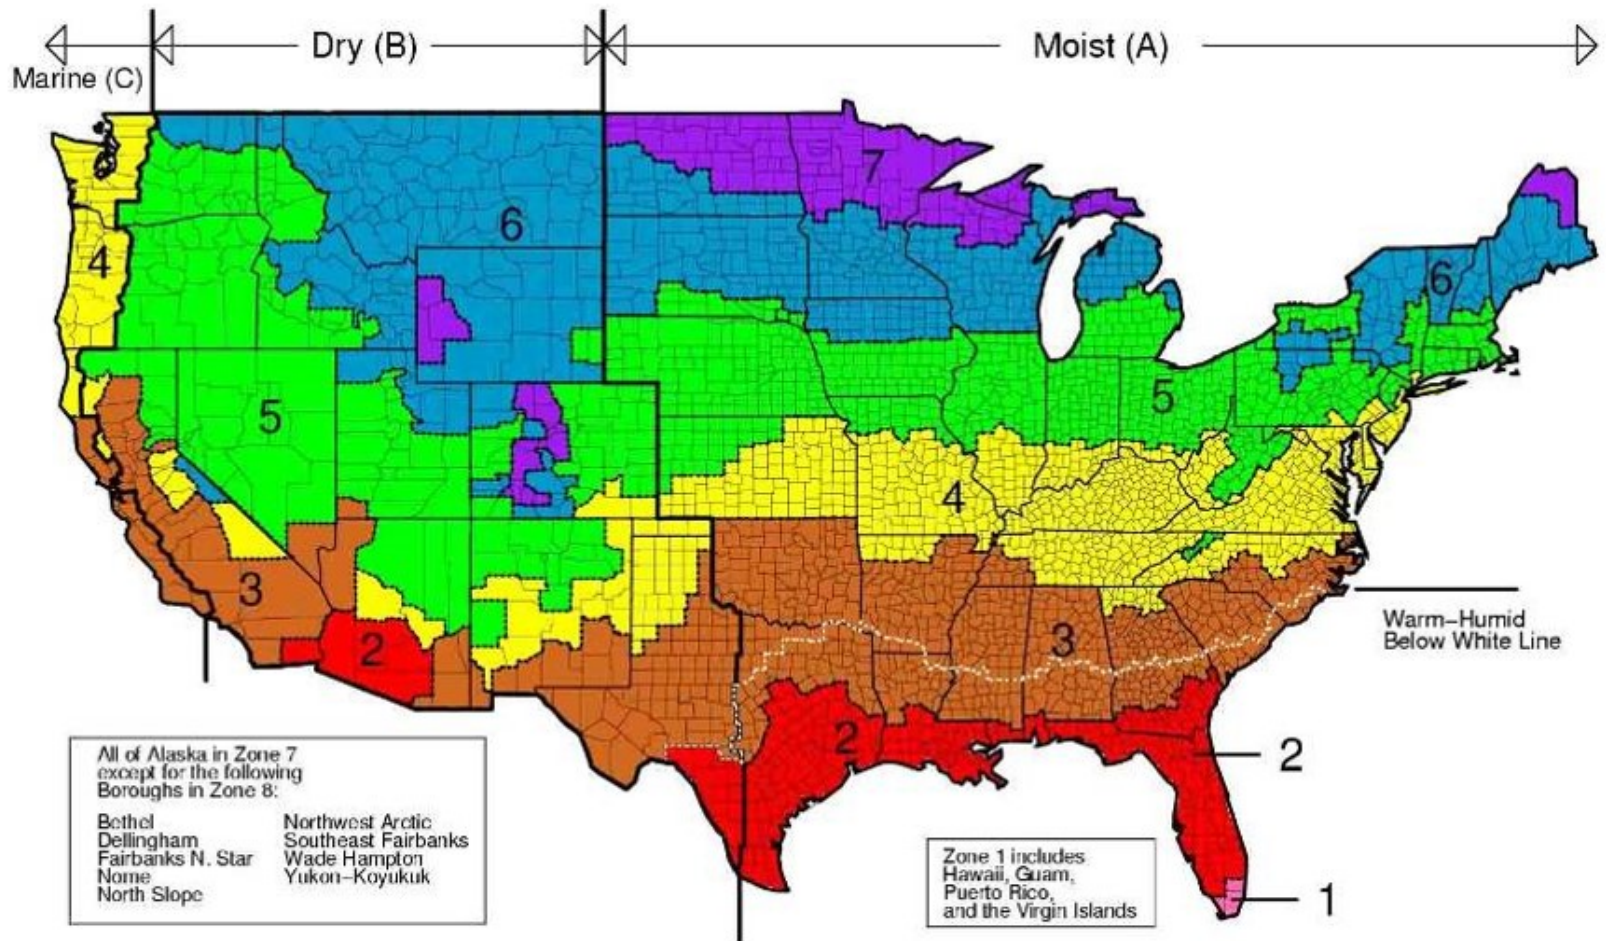 Dry (B)
Moist (A)
Marine (C)
7
6
6
4
5
5
4
3
3
Warm-Humid
Below White Line
2
2
2
1
All of Alaska in Zone 7
except for the following
Boroughs in Zone 8:
Bethel
Dellingham
Fairbanks N. Star
Nome
North Slope
Northwest Arctic
Southeast Fairbanks
Wade Hampton
Yukon-Koyukuk
Zone 1 includes
Hawaii, Guam,
Puerto Rico,
and the Virgin Islands